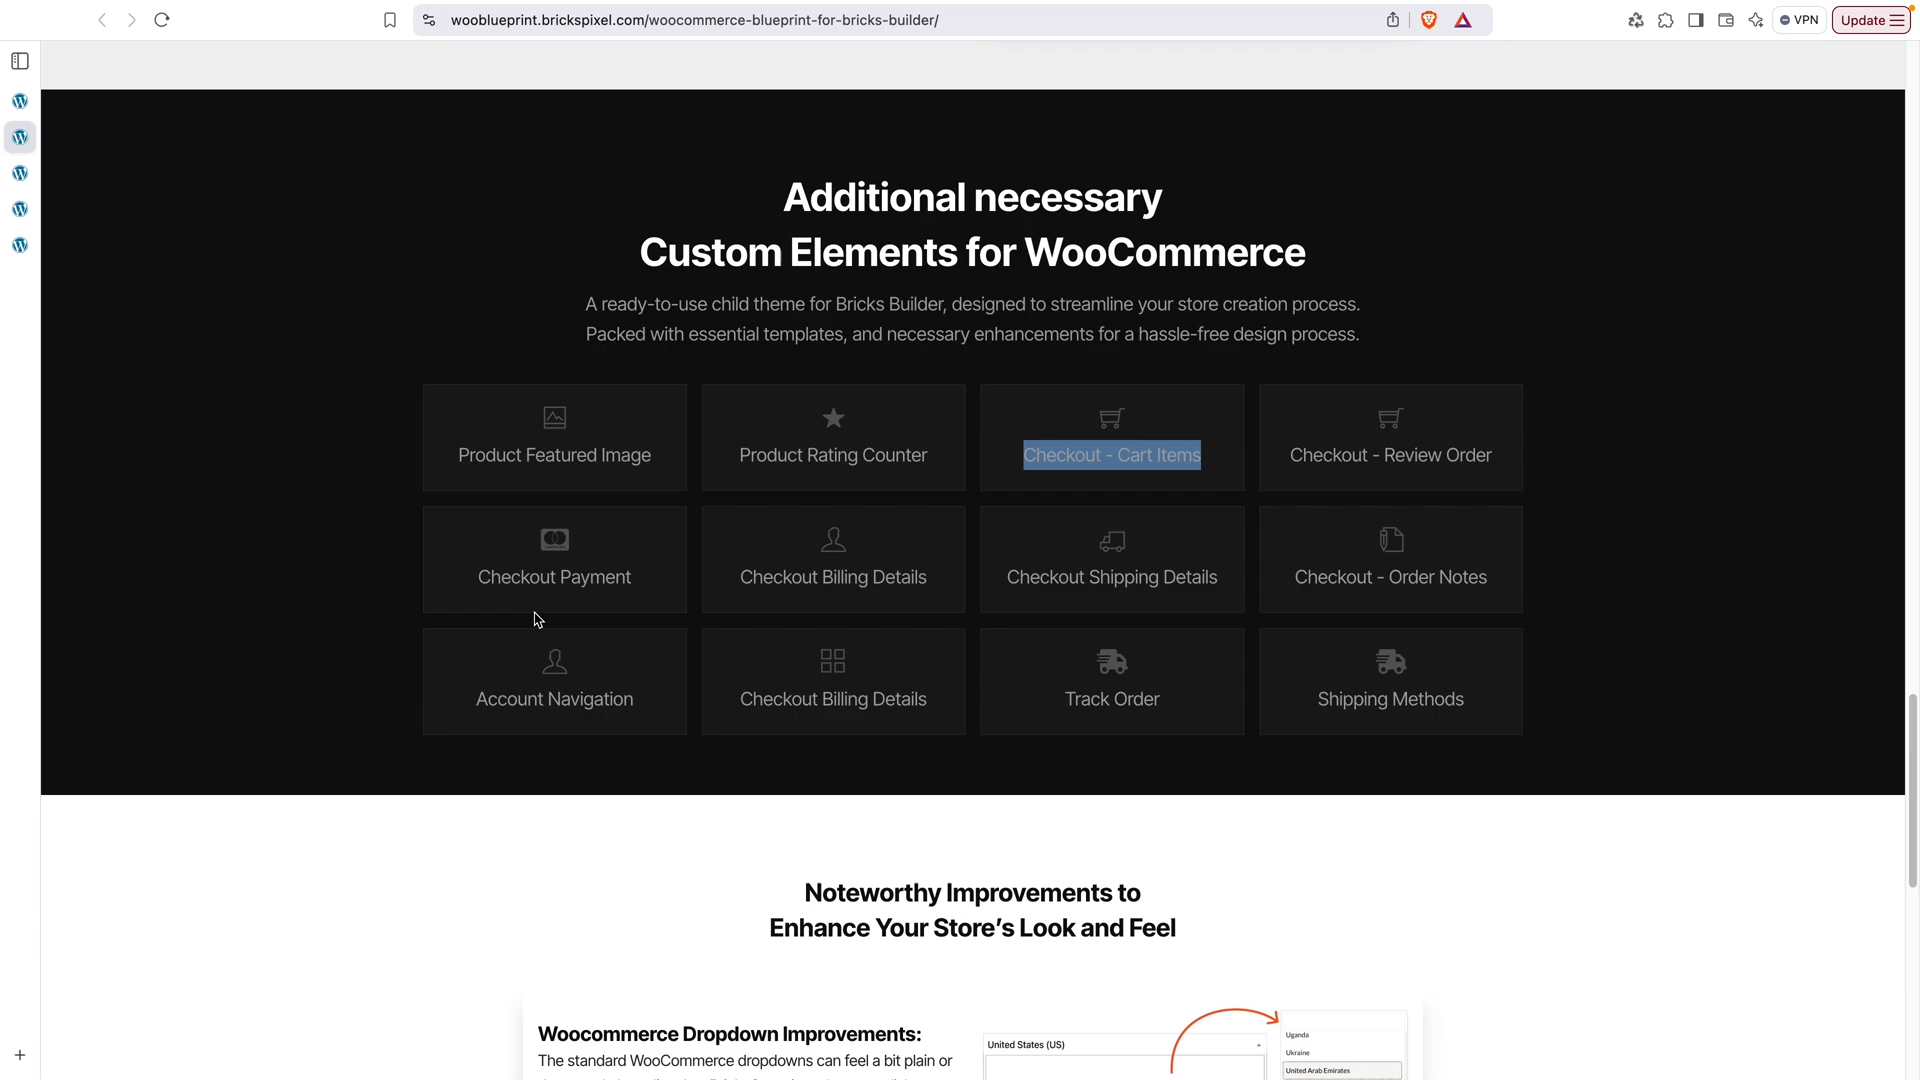 wooblueprint.brickspixel.com/woocommerce-blueprint-for-bricks-builder/
VPN
Update
Additional necessary
Custom Elements for WooCommerce
A ready-to-use child theme for Bricks Builder, designed to streamline your store creation process.
Packed with essential templates, and necessary enhancements for a hassle-free design process.
Product Featured Image
Product Rating Counter
Checkout - Cart Items
Checkout - Review Order
Checkout Payment
Checkout Billing Details
Checkout Shipping Details
Checkout - Order Notes
Account Navigation
Checkout Billing Details
Track Order
Shipping Methods
Noteworthy Improvements to
Enhance Your Store's Look and Feel
Woocommerce Dropdown Improvements:
The standard WooCommerce dropdowns can feel a bit plain or
United States (US)
Uganda
Ukraine
United Arab Emirates